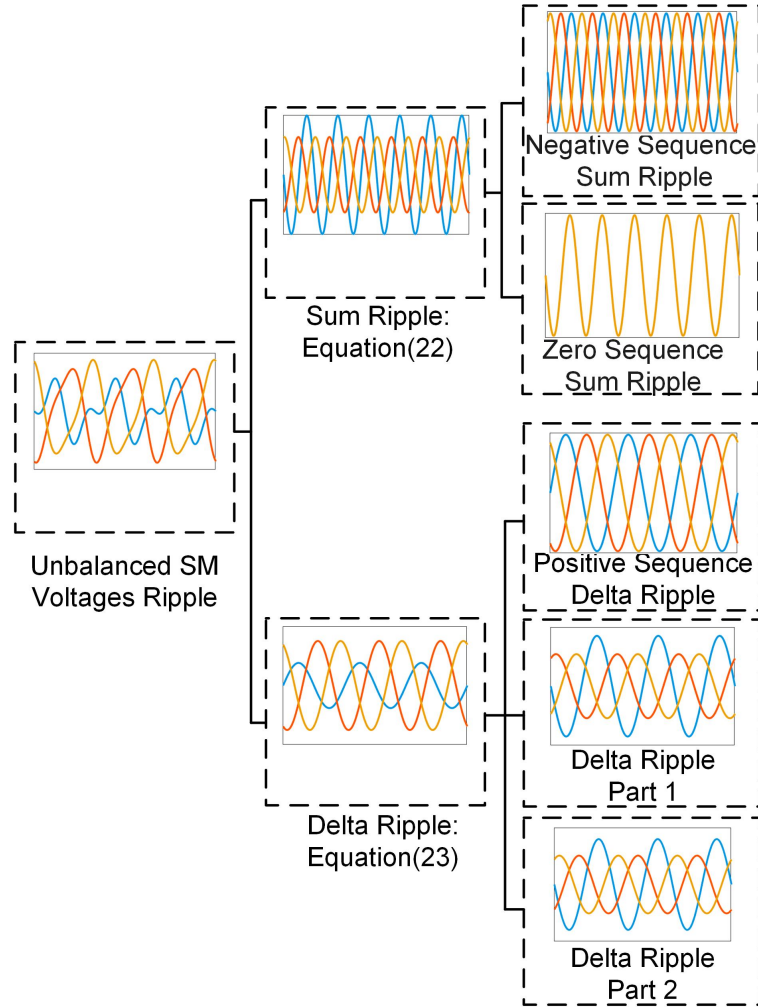 Negative Sequence
Sum Ripple
Zero Sequence
Sum Ripple
Sum Ripple:
Equation(22)
Unbalanced SM
Voltages Ripple
Positive Sequence
Delta Ripple
Delta Ripple
Part 1
Delta Ripple:
Equation(23)
Delta Ripple
Part 2